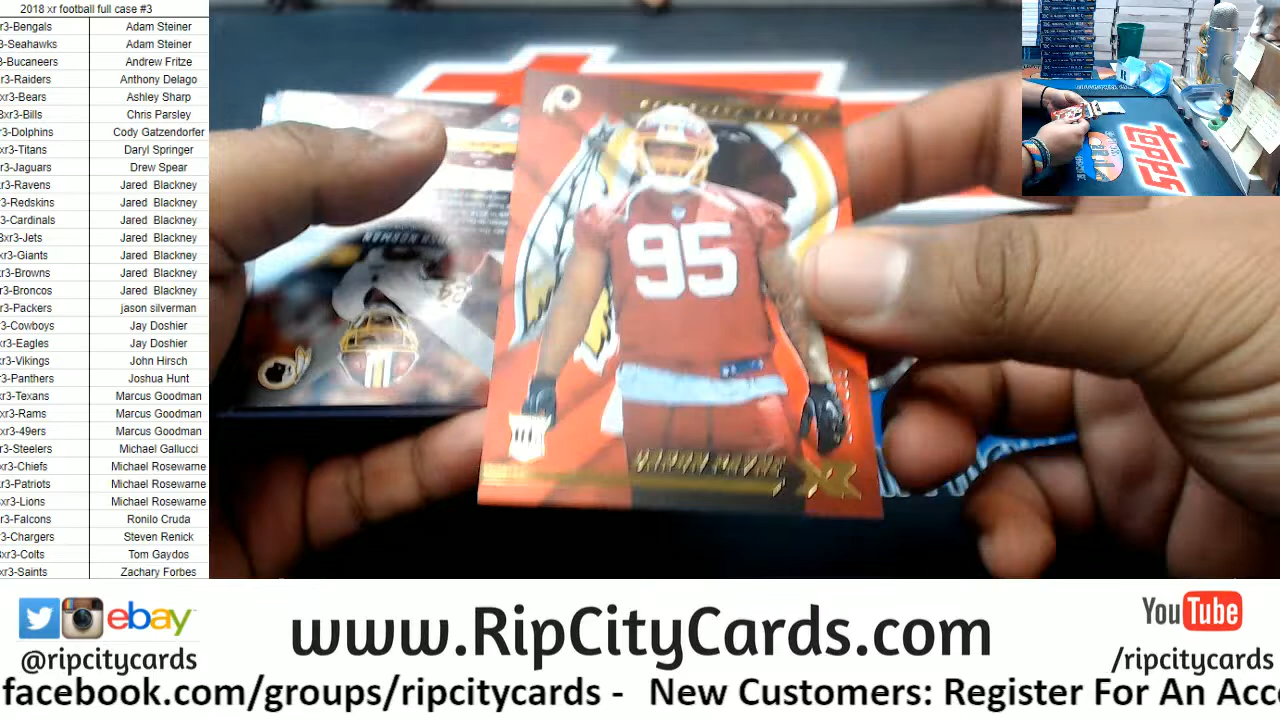 2018 xr football full case #3
xr3-Bengals Adam Steiner
3-Seahawks Adam Steiner
3-Bucaneers Andrew Fritze
r3-Raiders Anthony Delago
xr3-Bears Ashley Sharp
3xr3-Bills Chris Parsley
r3-Dolphins Cody Gatzendorfer
xr3-Titans Daryl Springer
r3-Jaguars Drew Spear
r3-Ravens Jared Blackney
r3-Redskins Jared Blackney
3-Cardinals Jared Blackney
8xr3-Jets Jared Blackney
xr3-Giants Jared Blackney
r3-Browns Jared Blackney
r3-Broncos Jared Blackney
r3-Packers jason silverman
r3-Cowboys Jay Doshier
xr3-Eagles Jay Doshier
r3-Vikings John Hirsch
r3-Panthers Joshua Hunt
xr3-Texans Marcus Goodman
xr3-Rams Marcus Goodman
xr3-49ers Marcus Goodman
r3-Steelers Michael Gallucci
xr3-Chiefs Michael Rosewarne
r3-Patriots Michael Rosewarne
xr3-Lions Michael Rosewarne
r3-Falcons Ronilo Cruda
r3-Chargers Steven Renick
xr3-Colts Tom Gaydos
xr3-Saints Zachary Forbes
95
XR
topps
ebay
@ripcitycards
www.RipCityCards.com
YouTube
/ripcitycards
facebook.com/groups/ripcitycards - New Customers: Register For An Acc